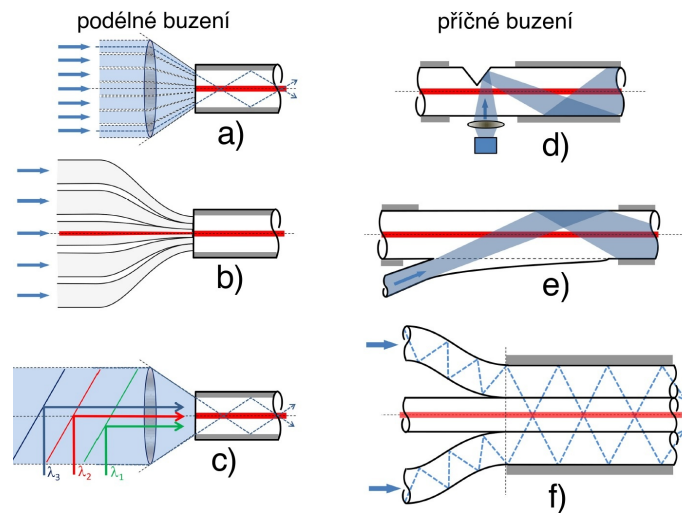 podélné buzení
příčné buzení
a)
d)
b)
e)
λ₃
λ₂
λ₁
c)
f)